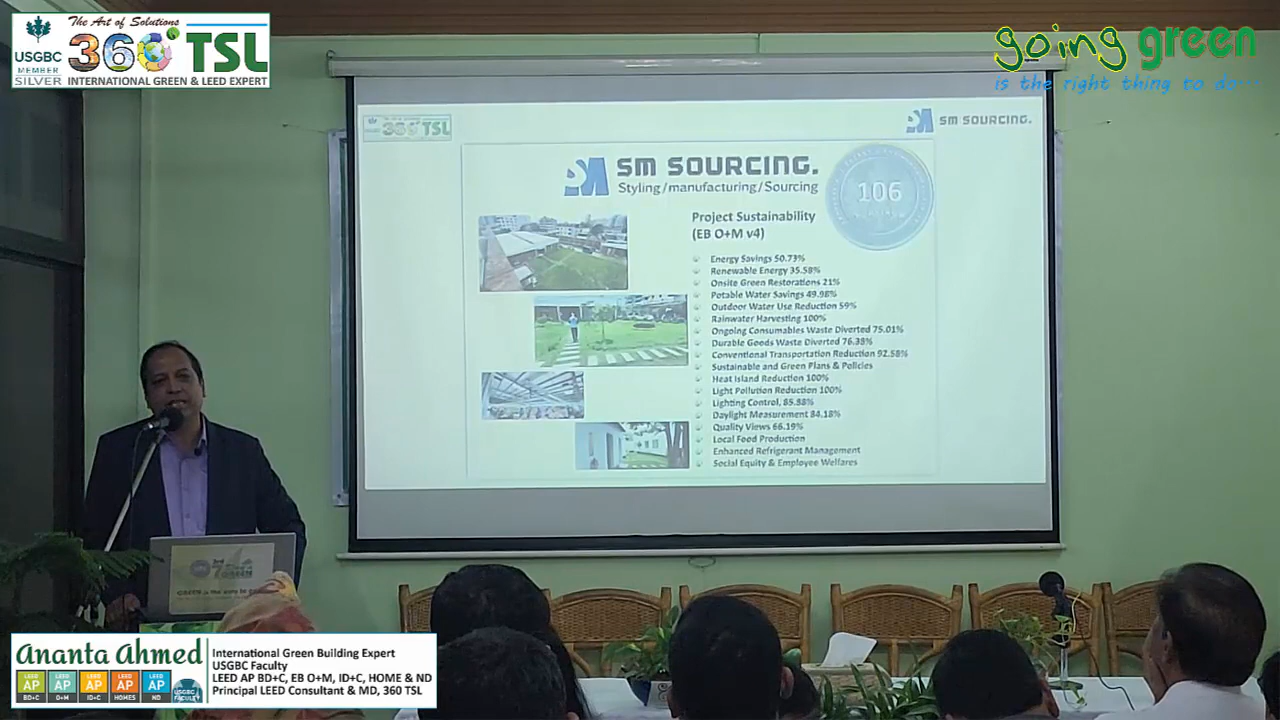 The Art of Solutions
USGBC
MEMBER
SILVER
360° TSL
INTERNATIONAL GREEN & LEED EXPERT
going green
is the right thing to do...
360 TSL
SM SOURCING.
SM SOURCING.
Styling/manufacturing/Sourcing
106
Project Sustainability
(EB O+M v4)
Energy Savings 50.73%
Renewable Energy 35.58%
Onsite Green Restorations 21%
Potable Water Savings 49.98%
Outdoor Water Use Reduction 59%
Rainwater Harvesting 100%
Ongoing Consumables Waste Diverted 75.01%
Durable Goods Waste Diverted 76.38%
Conventional Transportation Reduction 92.58%
Sustainable and Green Plans & Policies
Heat Island Reduction 100%
Light Pollution Reduction 100%
Lighting Control, 85.88%
Daylight Measurement 84.18%
Quality Views 66.19%
Local Food Production
Enhanced Refrigerant Management
Social Equity & Employee Welfares
Ananta Ahmed
LEED AP BD+C
LEED AP O+M
LEED AP ID+C
LEED AP HOMES
LEED AP ND
USGBC FACULTY
International Green Building Expert
USGBC Faculty
LEED AP BD+C, EB O+M, ID+C, HOME & ND
Principal LEED Consultant & MD, 360 TSL